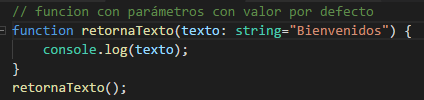 // funcion con parámetros con valor por defecto
function retornaTexto(texto: string="Bienvenidos") {
    console.log(texto);
}
retornaTexto();